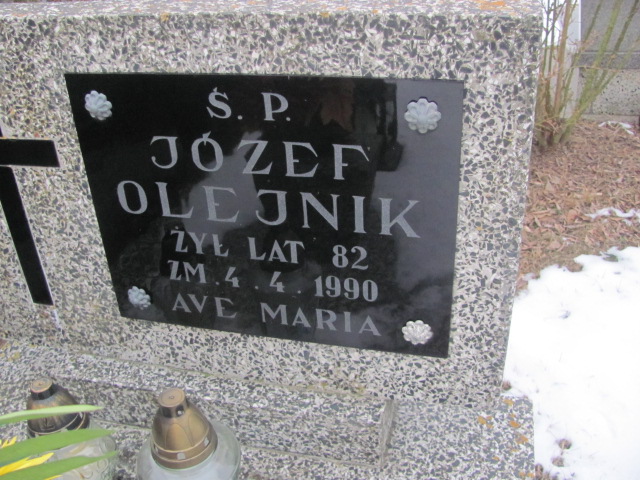 Ś. P.
JÓZEF
OLEJNIK
ŻYŁ LAT 82
ZM. 4. 4. 1990
AVE MARIA